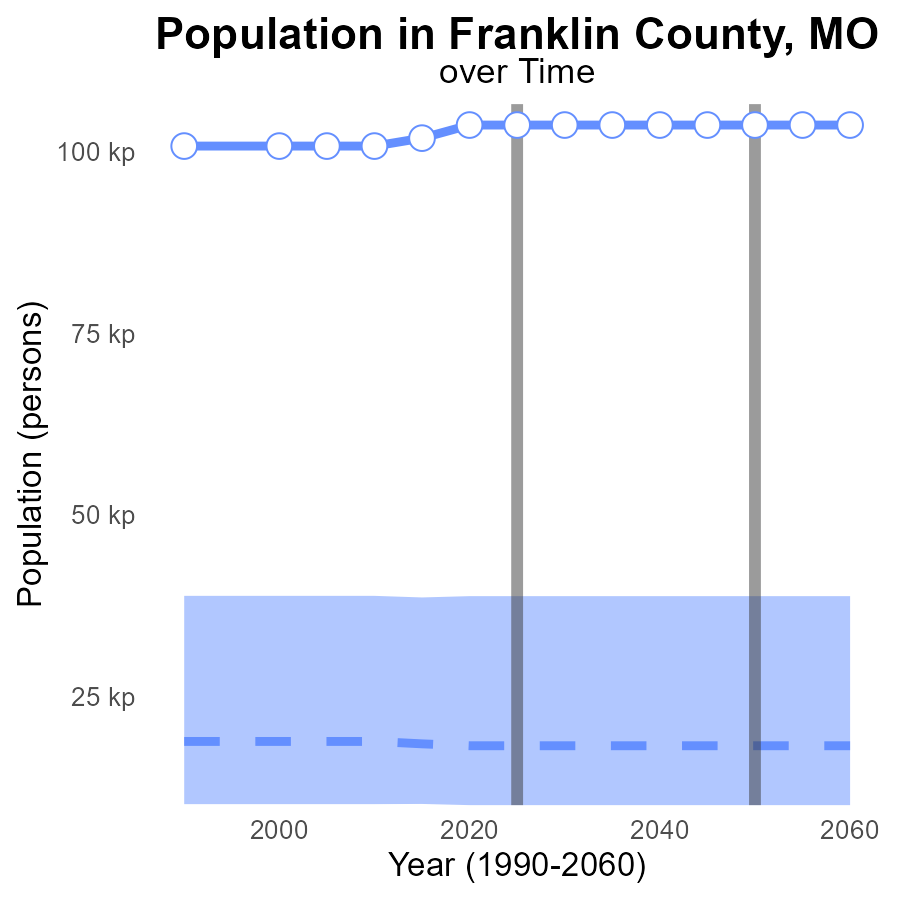 Population in Franklin County, MO
over Time
100 kp
75 kp
50 kp
25 kp
Population (persons)
2000 2020 2040 2060
Year (1990-2060)